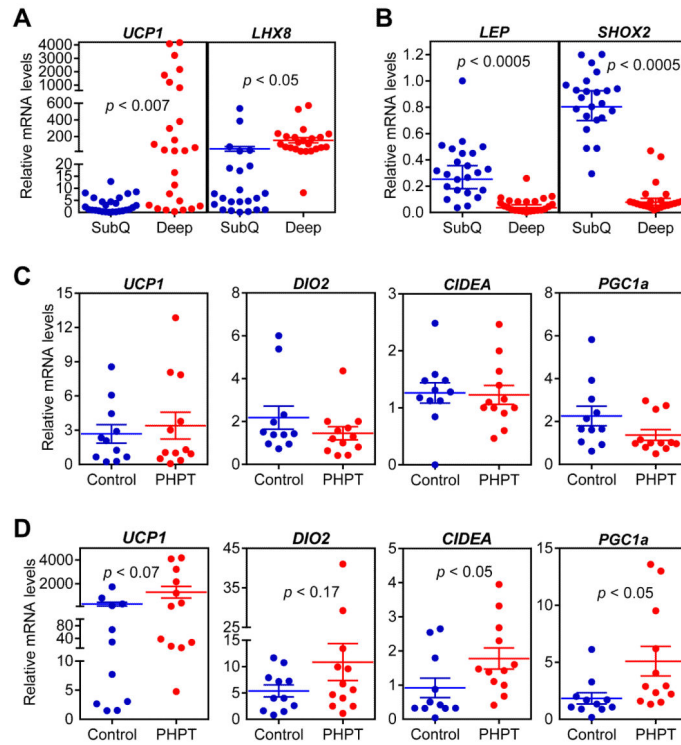 A
B
UCP1
LHX8
LEP
SHOX2
Relative mRNA levels
4000
3000
2000
1000
600
400
200
20
15
10
5
0
p < 0.007
p < 0.05
SubQ
Deep
SubQ
Deep
Relative mRNA levels
1.2
1.0
0.8
0.6
0.4
0.2
0.0
p < 0.0005
p < 0.0005
SubQ
Deep
SubQ
Deep
C
UCP1
DIO2
CIDEA
PGC1a
Relative mRNA levels
15
12
9
6
3
0
Control
PHPT
8
6
4
2
0
Control
PHPT
3
2
1
0
Control
PHPT
8
6
4
2
0
Control
PHPT
D
UCP1
DIO2
CIDEA
PGC1a
Relative mRNA levels
4000
2000
80
40
10
5
0
p < 0.07
Control
PHPT
45
35
25
15
10
5
0
p < 0.17
Control
PHPT
4
3
2
1
0
p < 0.05
Control
PHPT
15
10
5
0
p < 0.05
Control
PHPT